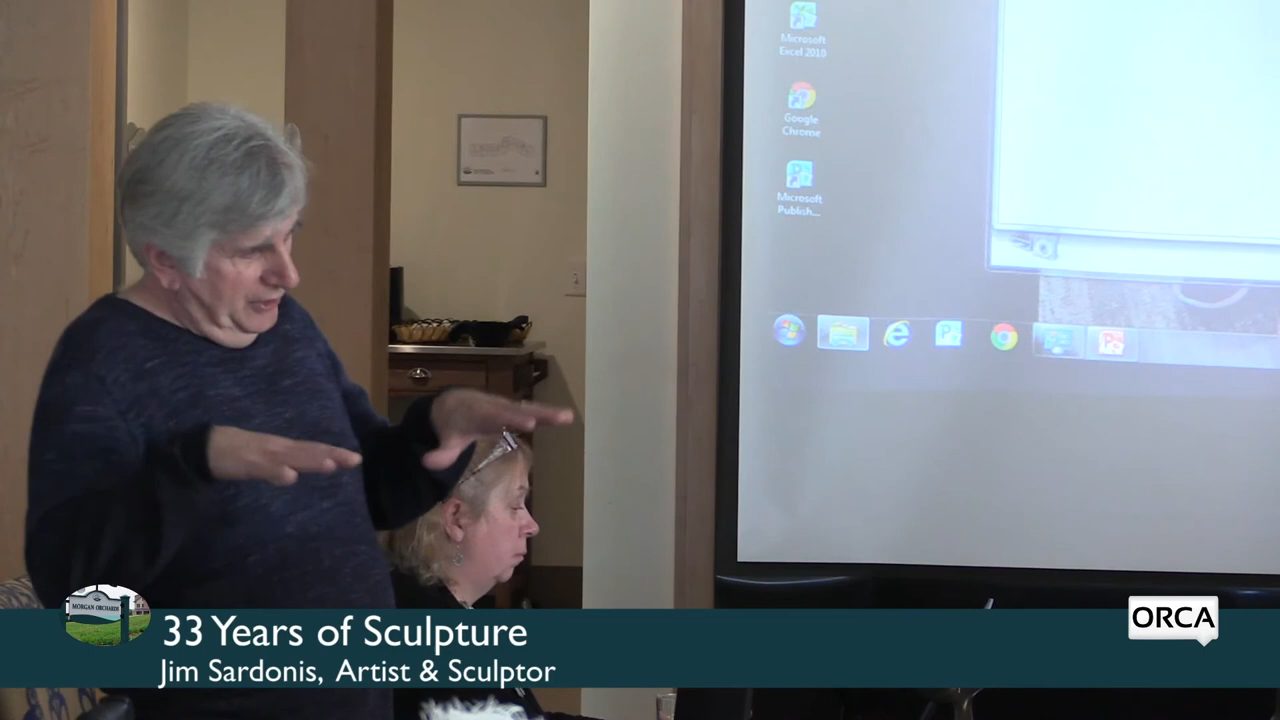 Microsoft
Excel 2010
Google
Chrome
Microsoft
Publish...
MORGAN ORCHARDS
33 Years of Sculpture
Jim Sardonis, Artist & Sculptor
ORCA